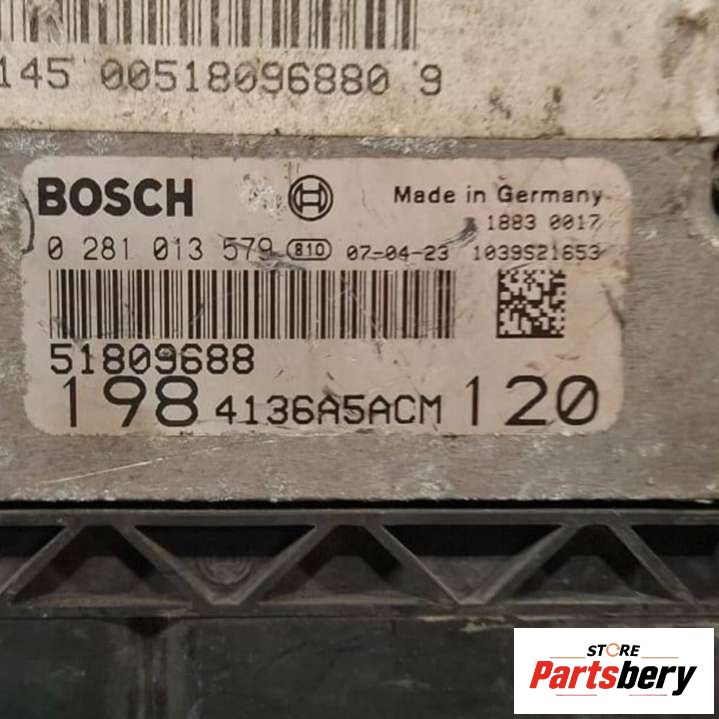 145 00518096880 9
BOSCH Made in Germany
1883 0017
0 281 013 579 810 07-04-23 1039S21653
51809688
198 4136A5ACM 120
STORE
Partsbery